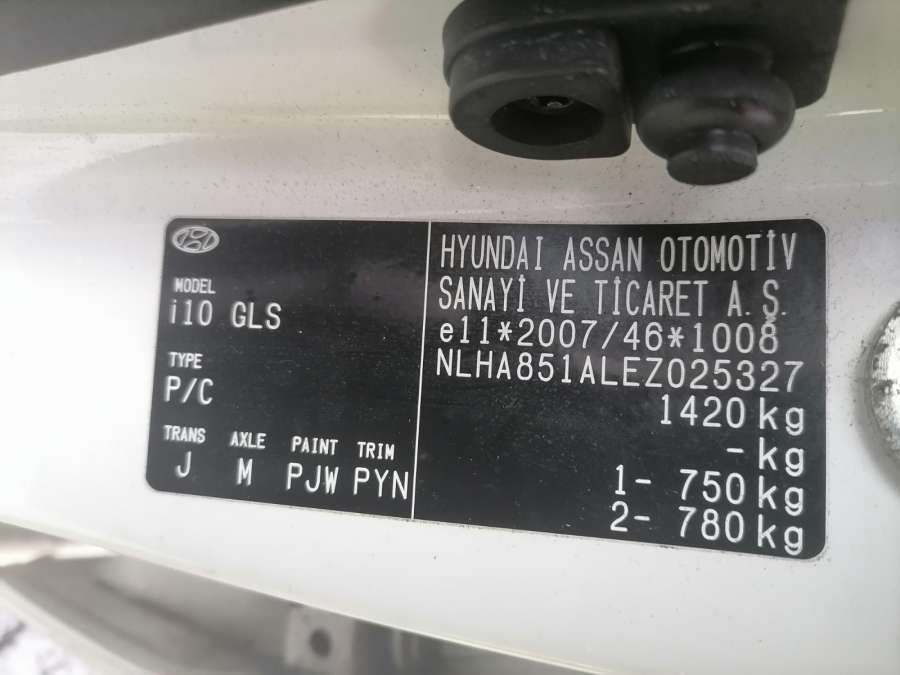 MODEL
i10 GLS
TYPE
P/C
TRANS AXLE PAINT TRIM
J M PJW PYN
HYUNDAI ASSAN OTOMOTİV
SANAYİ VE TİCARET A.Ş.
e11*2007/46*1008
NLHA851ALEZ025327
1420 kg
- kg
1- 750 kg
2- 780 kg